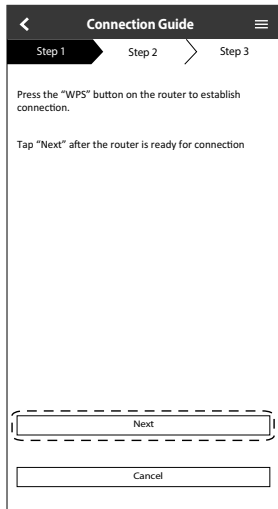 Connection Guide
Step 1 Step 2 Step 3
Press the “WPS” button on the router to establish
connection.
Tap “Next” after the router is ready for connection
Next
Cancel